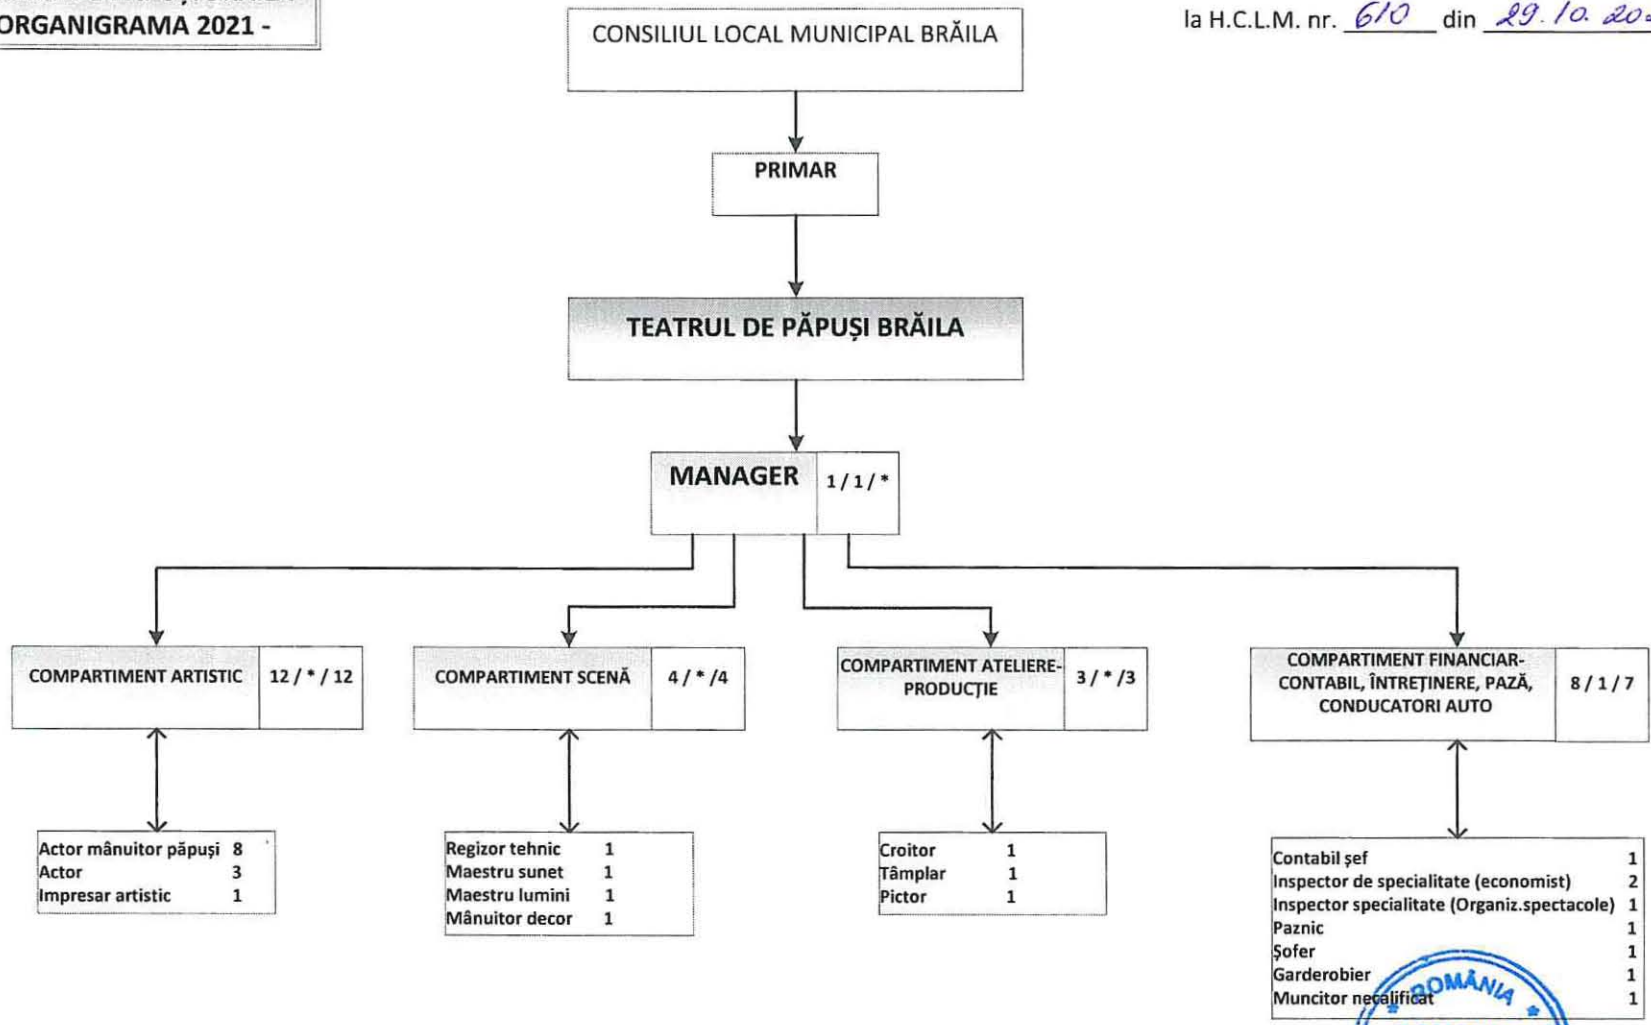 ORGANIGRAMA 2021 -
la H.C.L.M. nr. 610 din 29.10.20
CONSILIUL LOCAL MUNICIPAL BRĂILA
PRIMAR
TEATRUL DE PĂPUȘI BRĂILA
MANAGER 1 / 1 / *
COMPARTIMENT ARTISTIC 12 / * / 12
Actor mânuitor păpuși 8
Actor 3
Impresar artistic 1
COMPARTIMENT SCENĂ 4 / * /4
Regizor tehnic 1
Maestru sunet 1
Maestru lumini 1
Mânuitor decor 1
COMPARTIMENT ATELIERE-
PRODUCȚIE 3 / * /3
Croitor 1
Tâmplar 1
Pictor 1
COMPARTIMENT FINANCIAR-
CONTABIL, ÎNTREȚINERE, PAZĂ,
CONDUCATORI AUTO
8 / 1 / 7
Contabil șef 1
Inspector de specialitate (economist) 2
Inspector specialitate (Organiz.spectacole) 1
Paznic 1
Șofer 1
Garderobier 1
Muncitor necalificat 1
* ROMÂNIA *